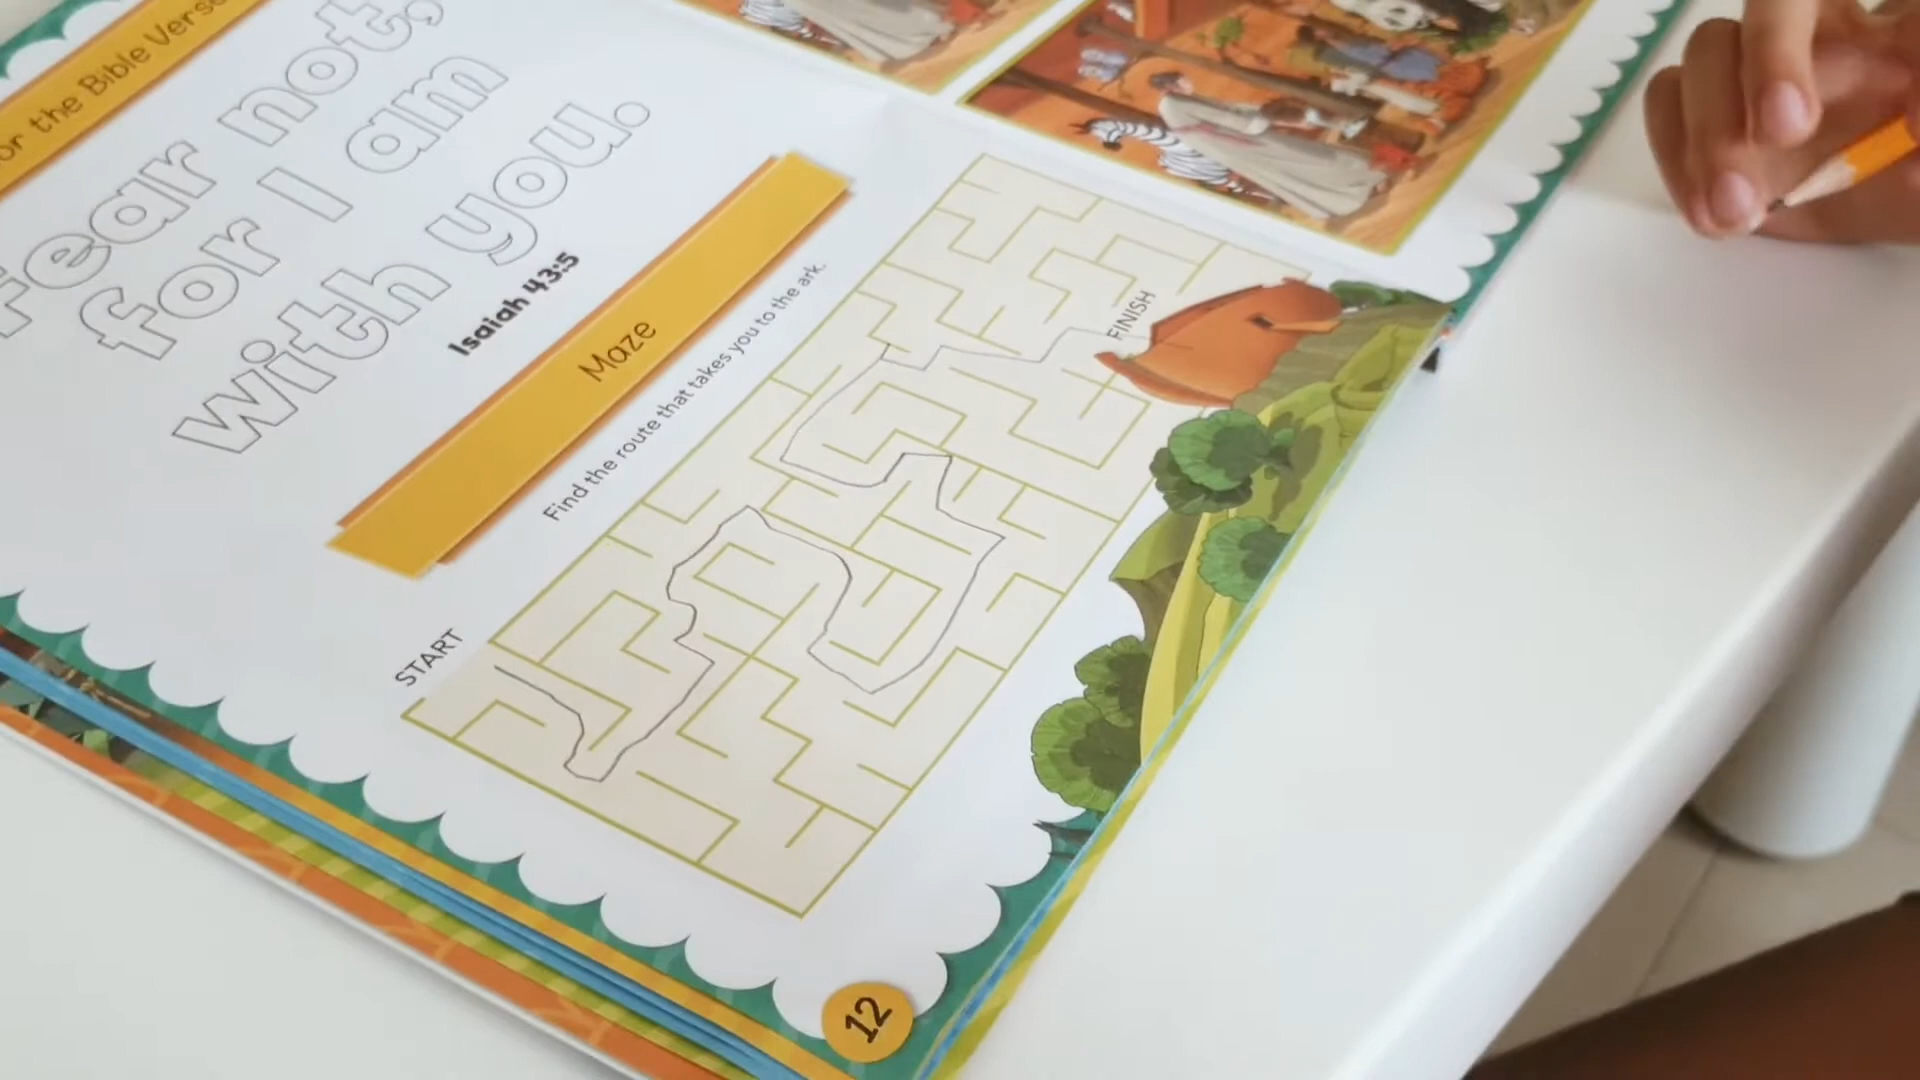 or the Bible Verse
Fear not,
for I am
with you.
Isaiah 43:5
Maze
Find the route that takes you to the ark.
START
FINISH
12